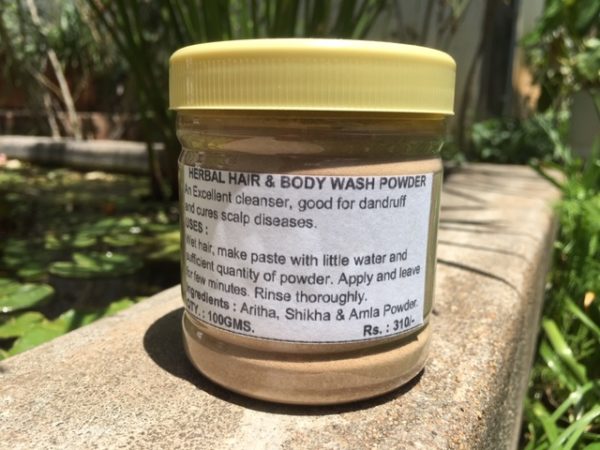 HERBAL HAIR & BODY WASH POWDER
An Excellent cleanser, good for dandruff
and cures scalp diseases.
USES :
Wet hair, make paste with little water and
sufficient quantity of powder. Apply and leave
for few minutes. Rinse thoroughly.
Ingredients : Aritha, Shikha & Amla Powder.
QTY. : 100GMS. Rs. : 310/-